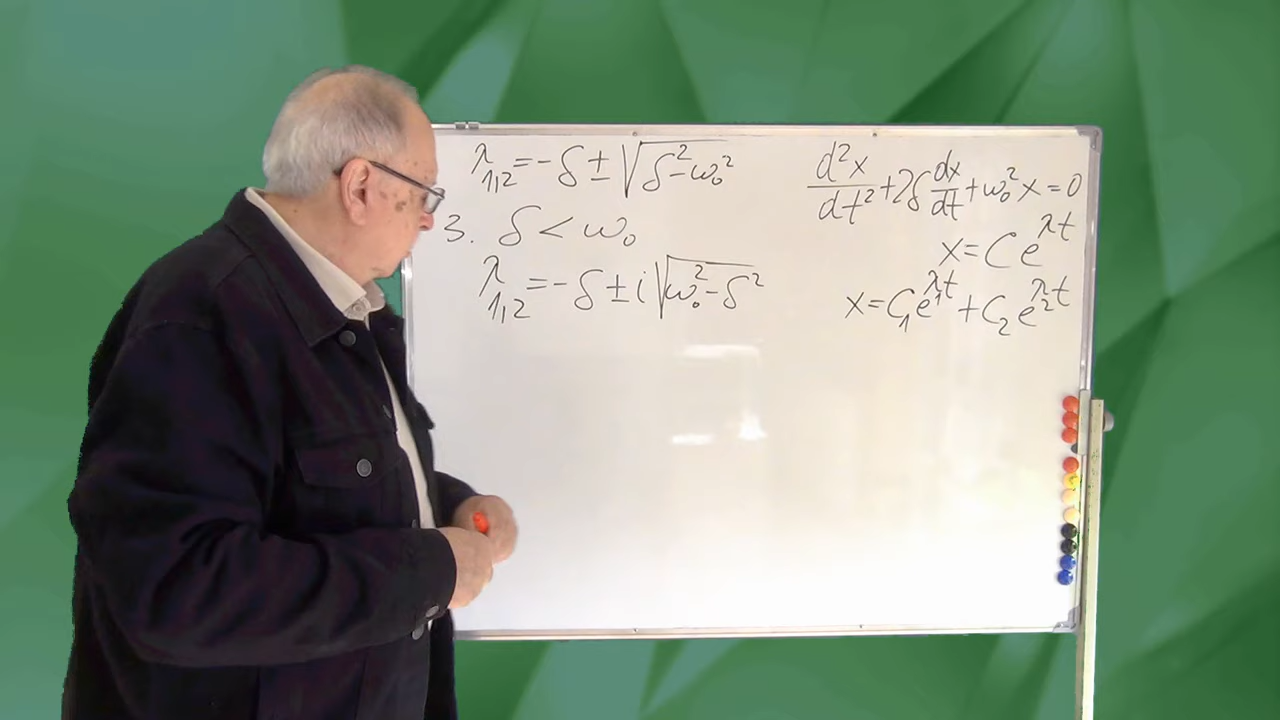 λ₁,₂ = -δ ± √(δ² - ω₀²)
3. δ < ω₀
λ₁,₂ = -δ ± i√(ω₀² - δ²)
d²x/dt² + 2δ dx/dt + ω₀² x = 0
x = C e^(λt)
x = C₁ e^(λ₁t) + C₂ e^(λ₂t)